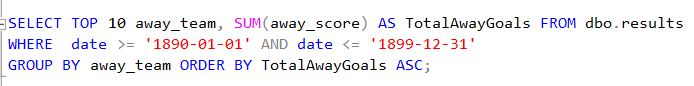 SELECT TOP 10 away_team, SUM(away_score) AS TotalAwayGoals FROM dbo.results
WHERE  date >= '1890-01-01' AND date <= '1899-12-31'
GROUP BY away_team ORDER BY TotalAwayGoals ASC;